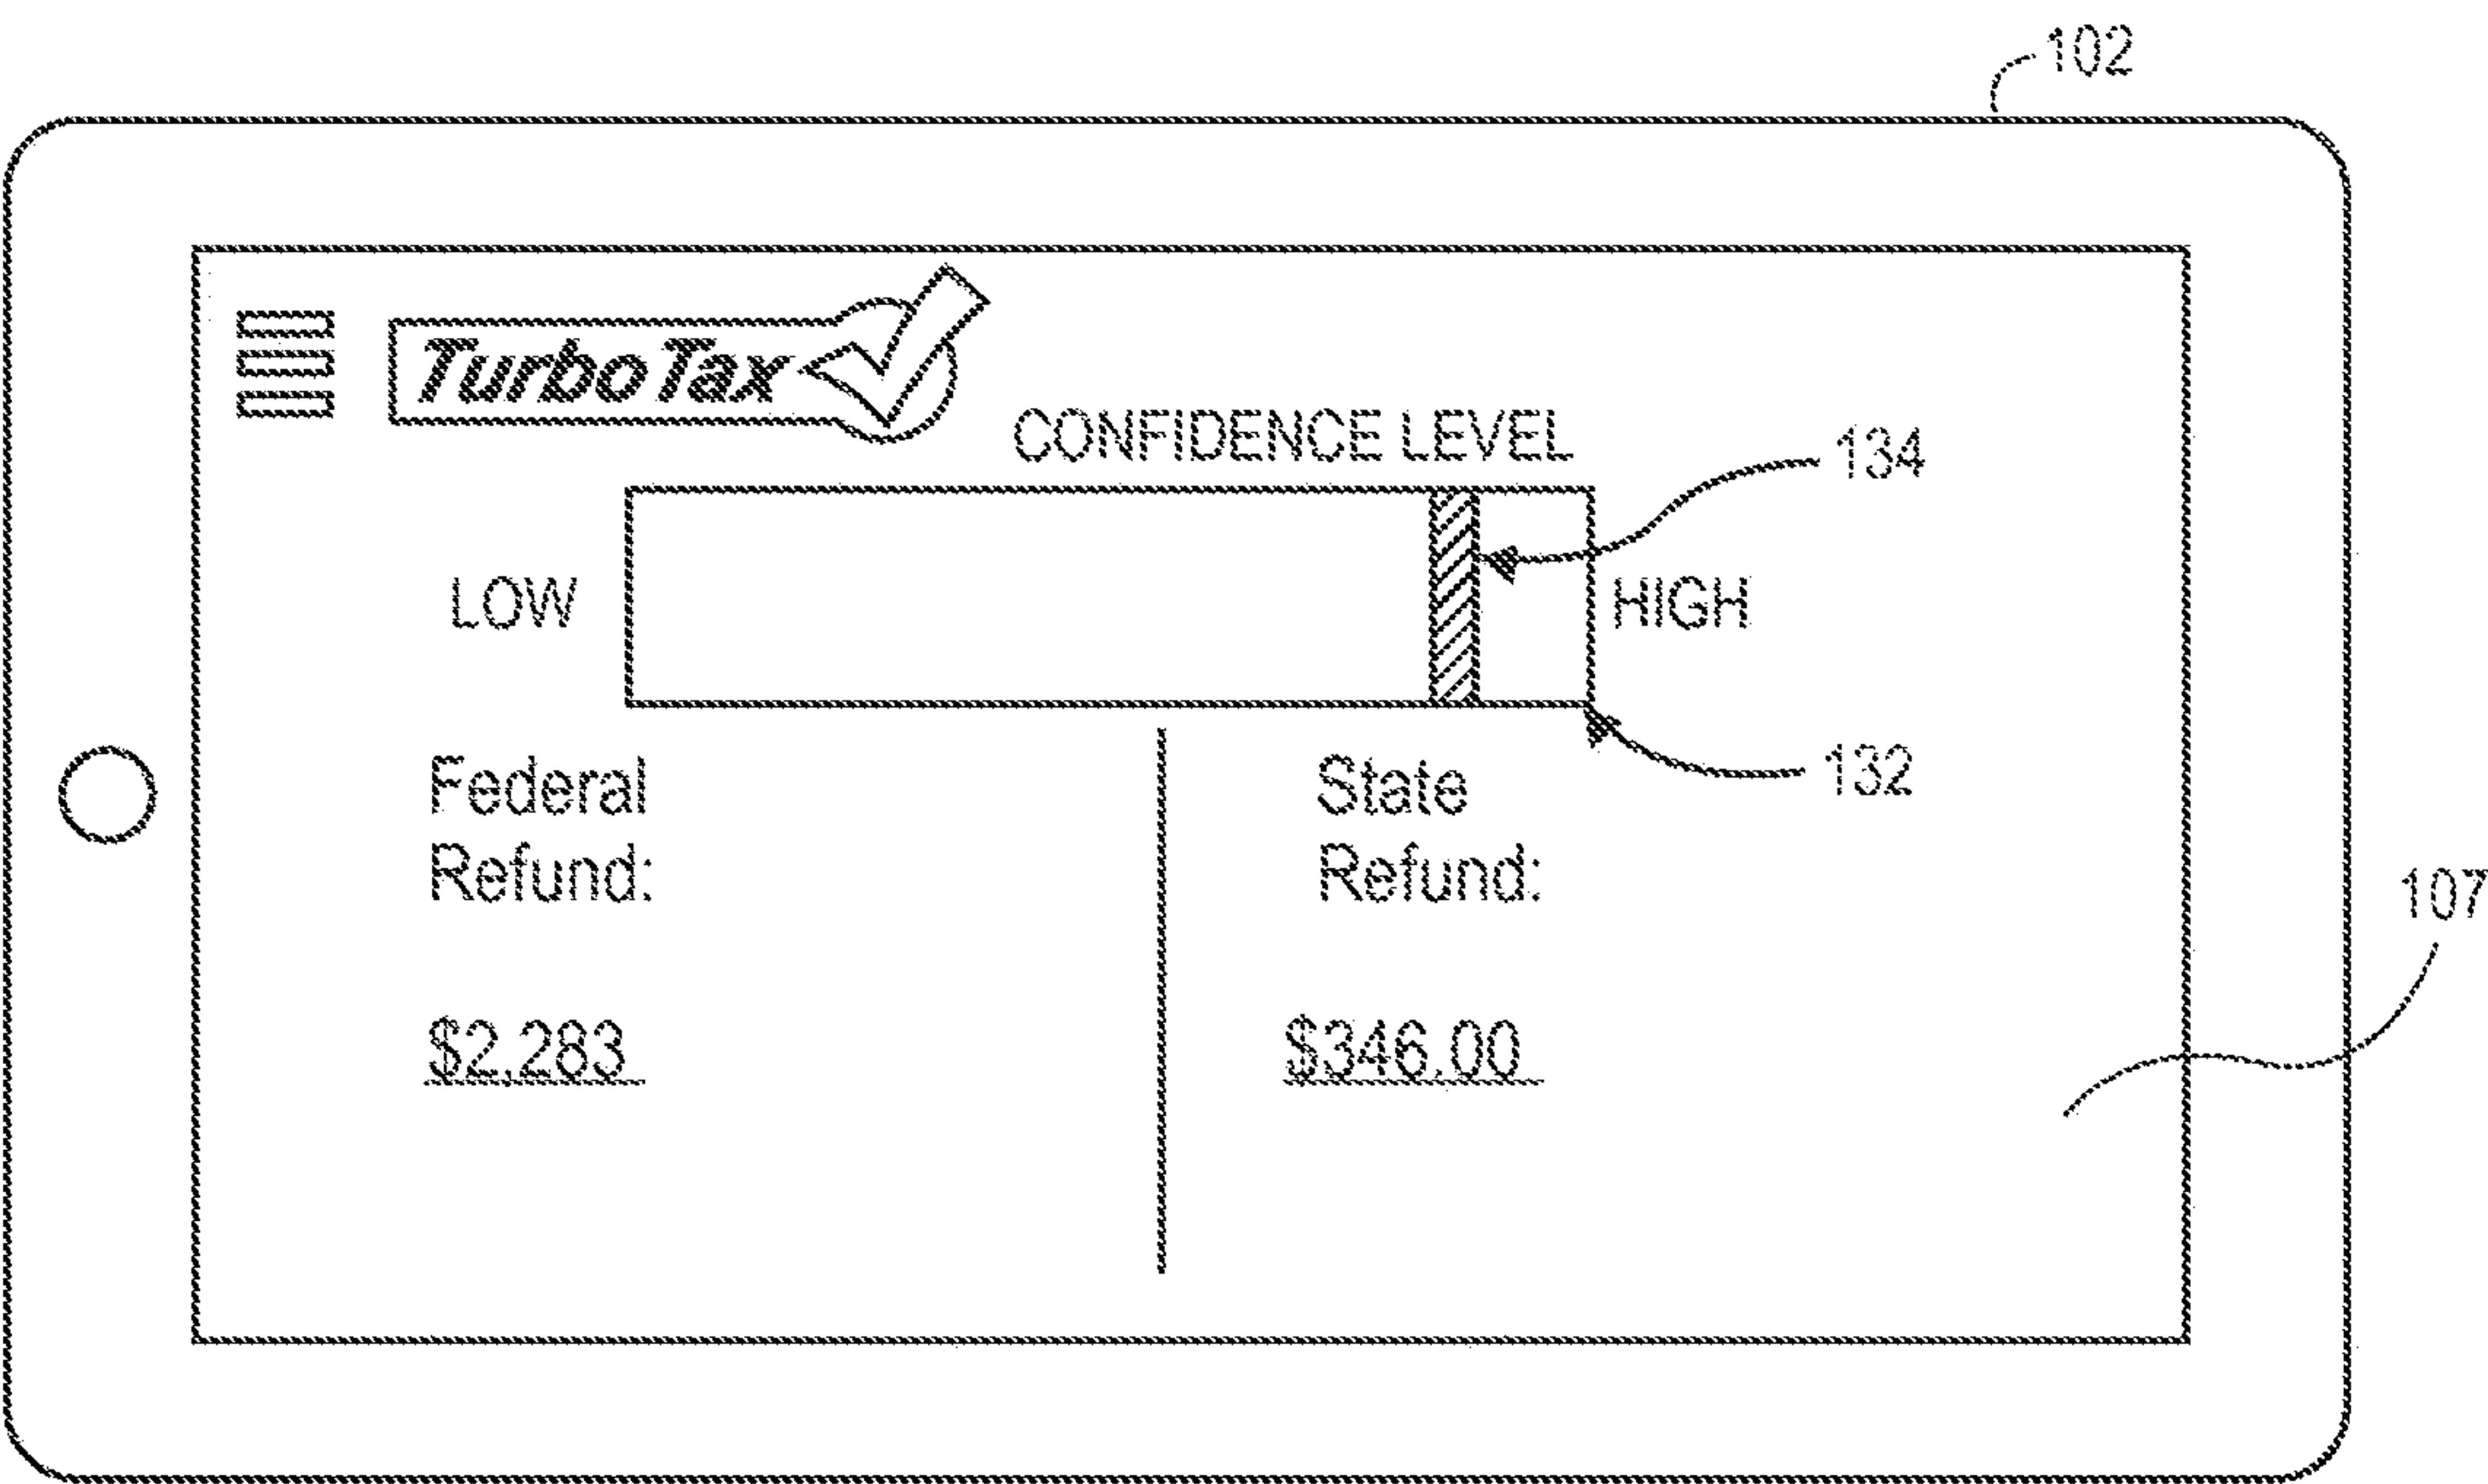 102
TurboTax
CONFIDENCE LEVEL
134
LOW
HIGH
132
Federal
Refund:
State
Refund:
107
$2,283
$346.00